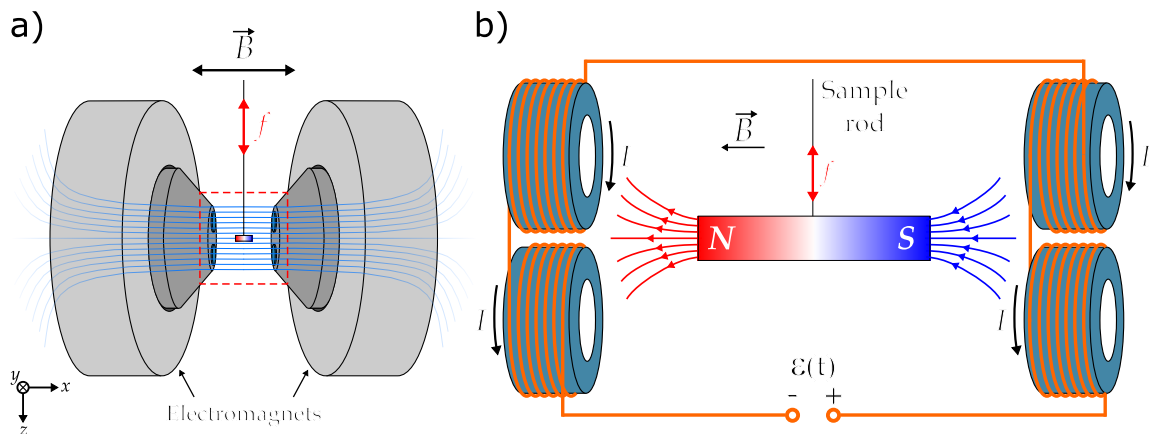 a)
B
f
y
x
z
Electromagnets
b)
Sample
rod
B
f
I
I
N
S
I
I
ε(t)
- +